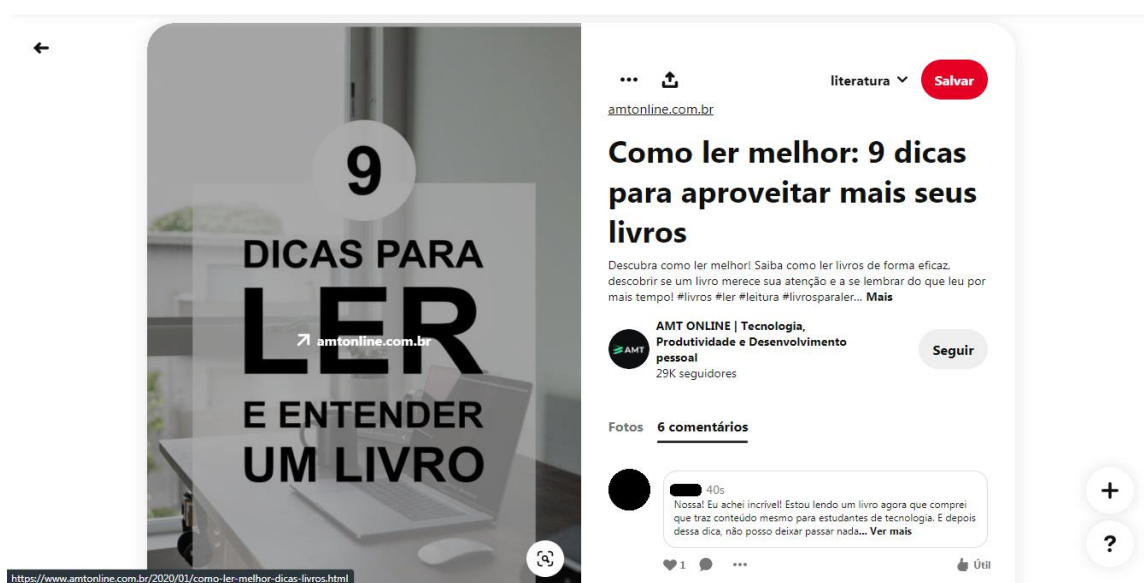 9
DICAS PARA
LER
amtonline.com.br
E ENTENDER
UM LIVRO
literatura
Salvar
amtonline.com.br
Como ler melhor: 9 dicas
para aproveitar mais seus
livros
Descubra como ler melhor! Saiba como ler livros de forma eficaz,
descobrir se um livro merece sua atenção e a se lembrar do que leu por
mais tempo! #livros #ler #leitura #livrosparaler... Mais
AMT
AMT ONLINE | Tecnologia,
Produtividade e Desenvolvimento
pessoal
29K seguidores
Seguir
Fotos 6 comentários
40s
Nossa! Eu achei incrível! Estou lendo um livro agora que comprei
que traz conteúdo mesmo para estudantes de tecnologia. E depois
dessa dica, não posso deixar passar nada... Ver mais
1
Útil
+
?
https://www.amtonline.com.br/2020/01/como-ler-melhor-dicas-livros.html